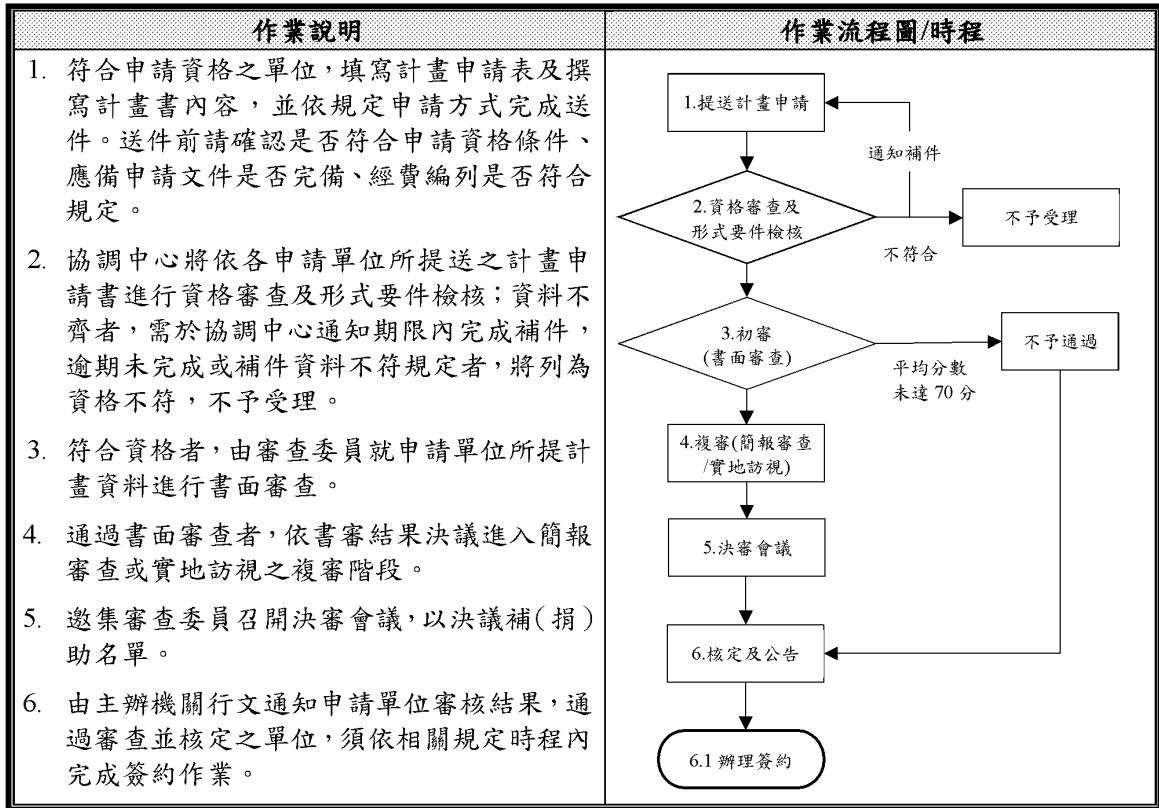 作業說明
1. 符合申請資格之單位，填寫計畫申請表及撰
寫計畫書內容，並依規定申請方式完成送
件。送件前請確認是否符合申請資格條件、
應備申請文件是否完備、經費編列是否符合
規定。
2. 協調中心將依各申請單位所提送之計畫申
請書進行資格審查及形式要件檢核；資料不
齊者，需於協調中心通知期限內完成補件，
逾期未完成或補件資料不符規定者，將列為
資格不符，不予受理。
3. 符合資格者，由審查委員就申請單位所提計
畫資料進行書面審查。
4. 通過書面審查者，依書審結果決議進入簡報
審查或實地訪視之複審階段。
5. 邀集審查委員召開決審會議，以決議補(捐)
助名單。
6. 由主辦機關行文通知申請單位審核結果，通
過審查並核定之單位，須依相關規定時程內
完成簽約作業。
作業流程圖/時程
1.提送計畫申請
通知補件
2.資格審查及
形式要件檢核
不予受理
不符合
3.初審
(書面審查)
不予通過
平均分數
未達 70 分
4.複審(簡報審查
/實地訪視)
5.決審會議
6.核定及公告
6.1 辦理簽約